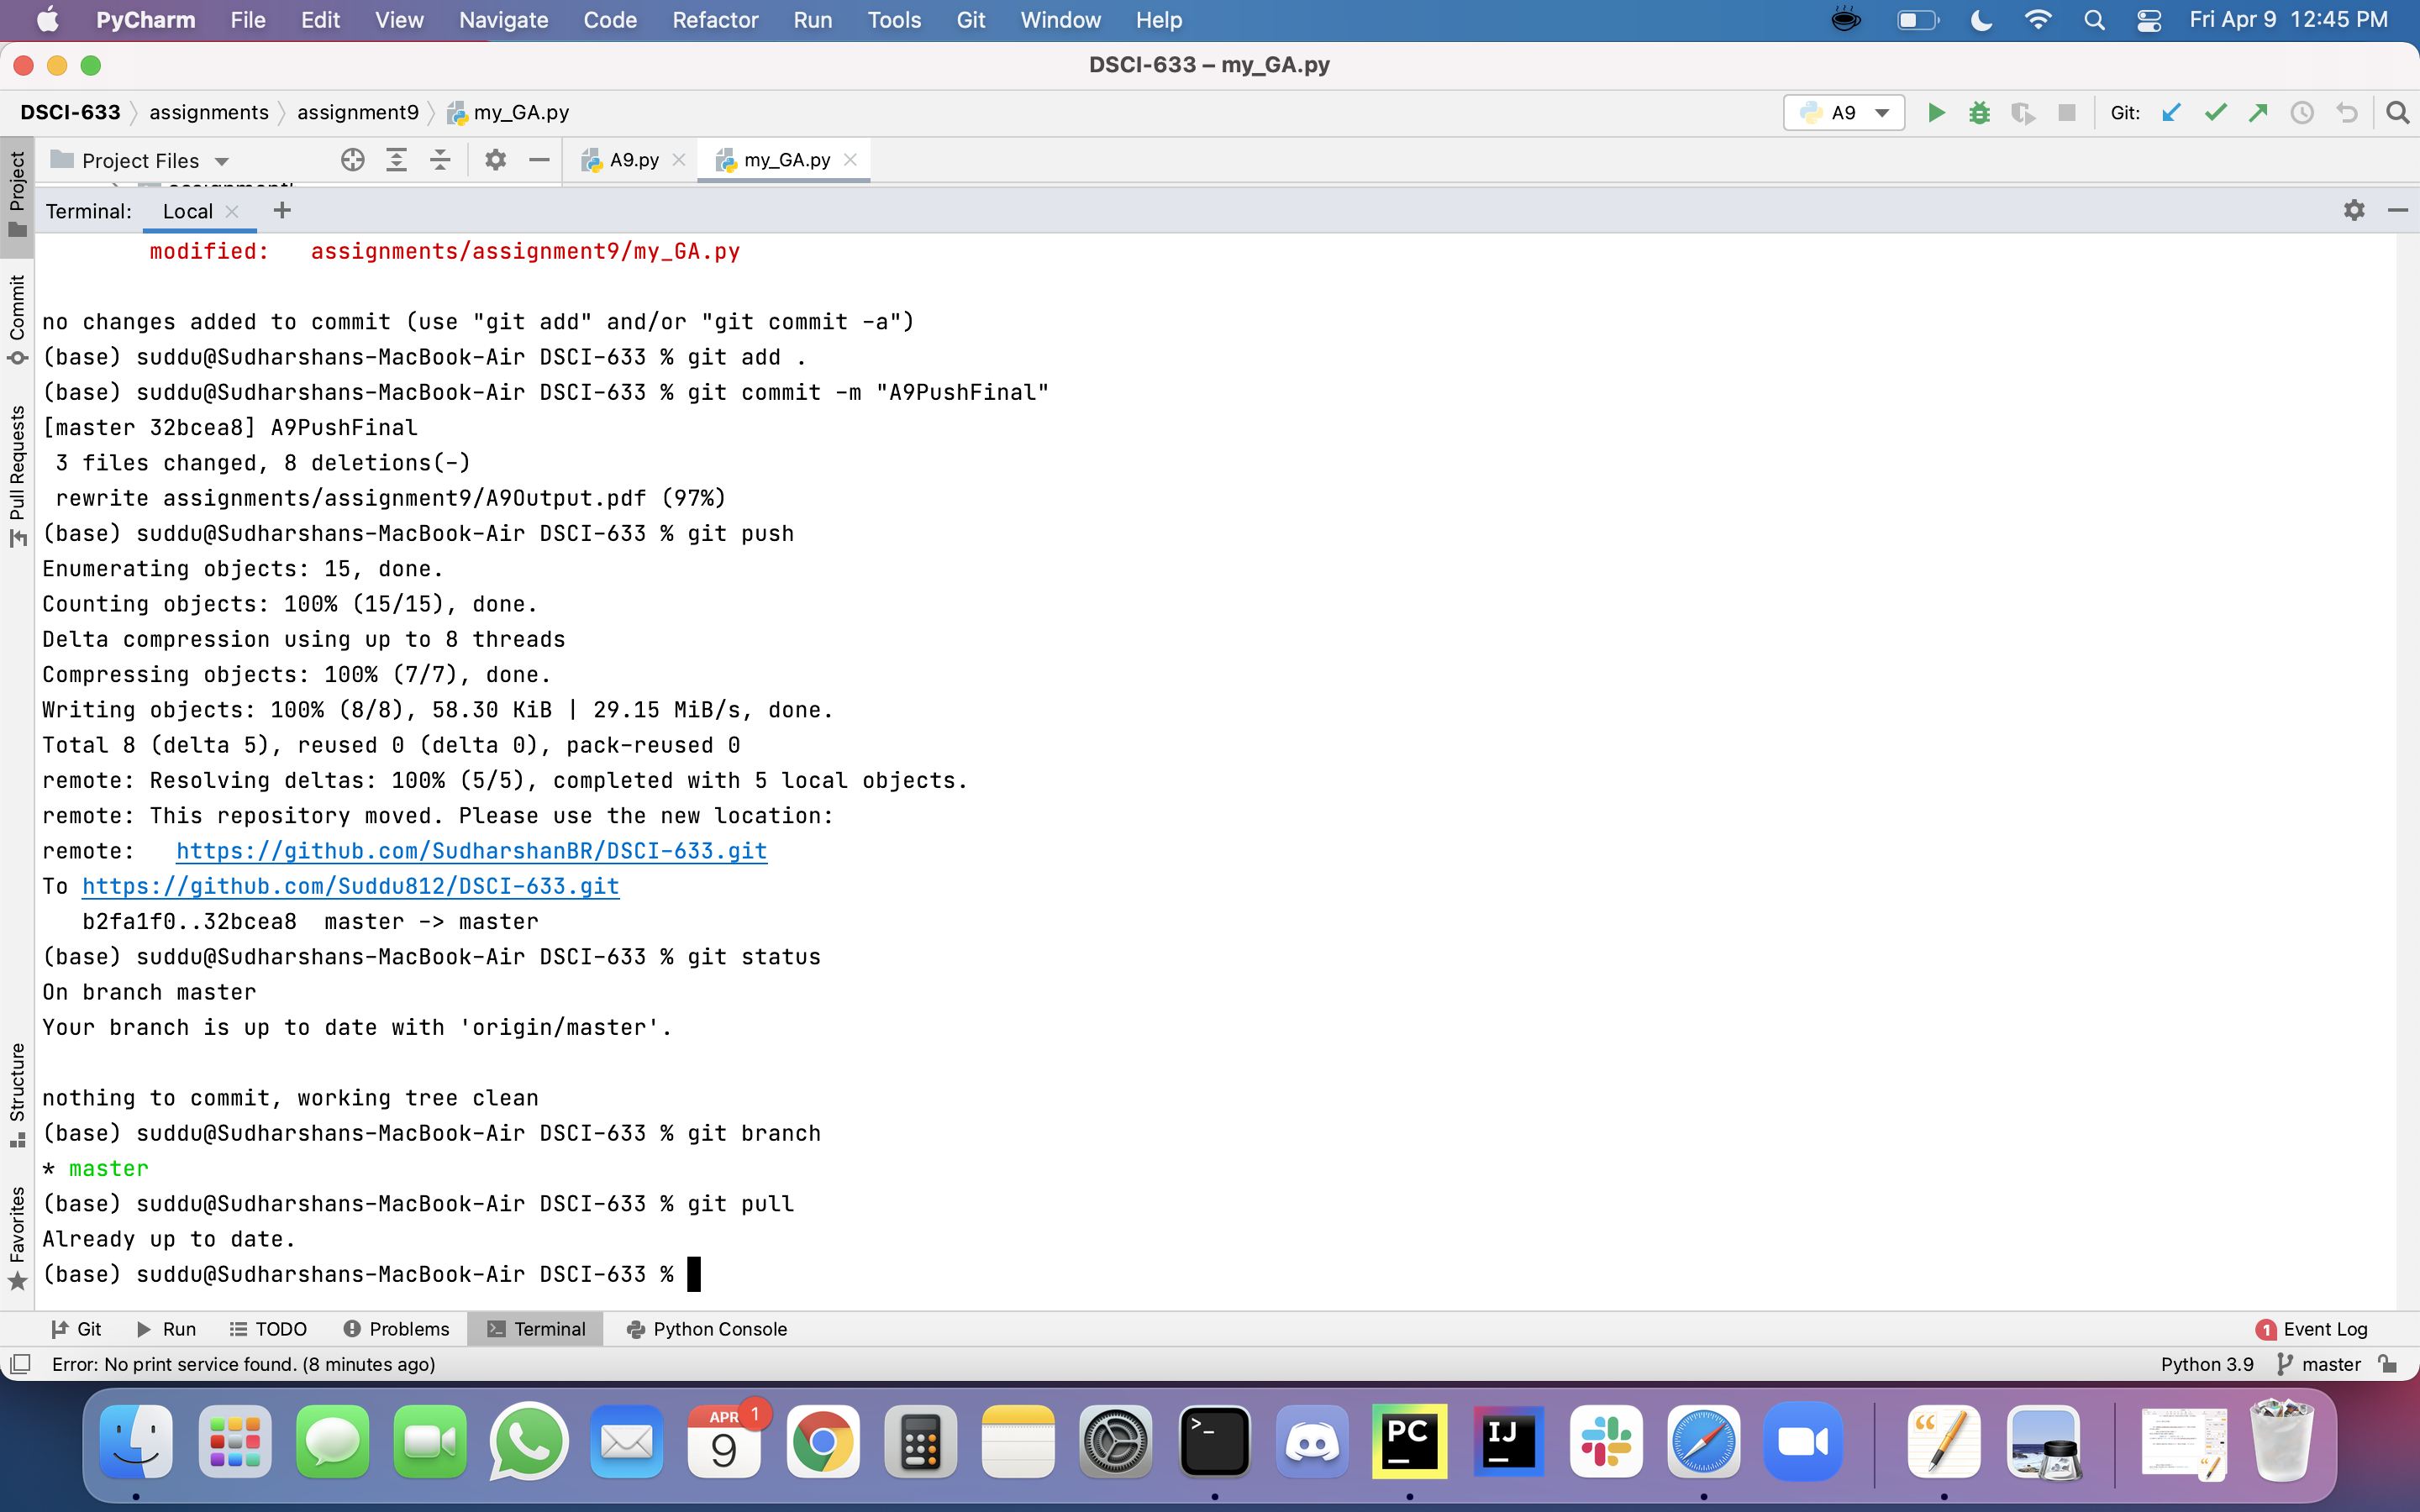 PyCharm File Edit View Navigate Code Refactor Run Tools Git Window Help Fri Apr 9 12:45 PM
DSCI-633 – my_GA.py
DSCI-633 assignments assignment9 my_GA.py A9 Git:
Project Files A9.py my_GA.py
Terminal: Local
Project
Commit
Pull Requests
Structure
Favorites
modified:   assignments/assignment9/my_GA.py
no changes added to commit (use "git add" and/or "git commit -a")
(base) suddu@Sudharshans-MacBook-Air DSCI-633 % git add .
(base) suddu@Sudharshans-MacBook-Air DSCI-633 % git commit -m "A9PushFinal"
[master 32bcea8] A9PushFinal
 3 files changed, 8 deletions(-)
 rewrite assignments/assignment9/A9Output.pdf (97%)
(base) suddu@Sudharshans-MacBook-Air DSCI-633 % git push
Enumerating objects: 15, done.
Counting objects: 100% (15/15), done.
Delta compression using up to 8 threads
Compressing objects: 100% (7/7), done.
Writing objects: 100% (8/8), 58.30 KiB | 29.15 MiB/s, done.
Total 8 (delta 5), reused 0 (delta 0), pack-reused 0
remote: Resolving deltas: 100% (5/5), completed with 5 local objects.
remote: This repository moved. Please use the new location:
remote:   https://github.com/SudharshanBR/DSCI-633.git
To https://github.com/Suddu812/DSCI-633.git
   b2fa1f0..32bcea8  master -> master
(base) suddu@Sudharshans-MacBook-Air DSCI-633 % git status
On branch master
Your branch is up to date with 'origin/master'.
nothing to commit, working tree clean
(base) suddu@Sudharshans-MacBook-Air DSCI-633 % git branch
* master
(base) suddu@Sudharshans-MacBook-Air DSCI-633 % git pull
Already up to date.
(base) suddu@Sudharshans-MacBook-Air DSCI-633 %
Git Run TODO Problems Terminal Python Console 1 Event Log
Error: No print service found. (8 minutes ago) Python 3.9 master
APR 9 1
PC
IJ